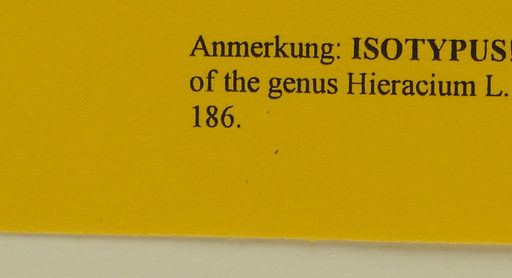 Anmerkung: ISOTYPUS!
of the genus Hieracium L.
186.